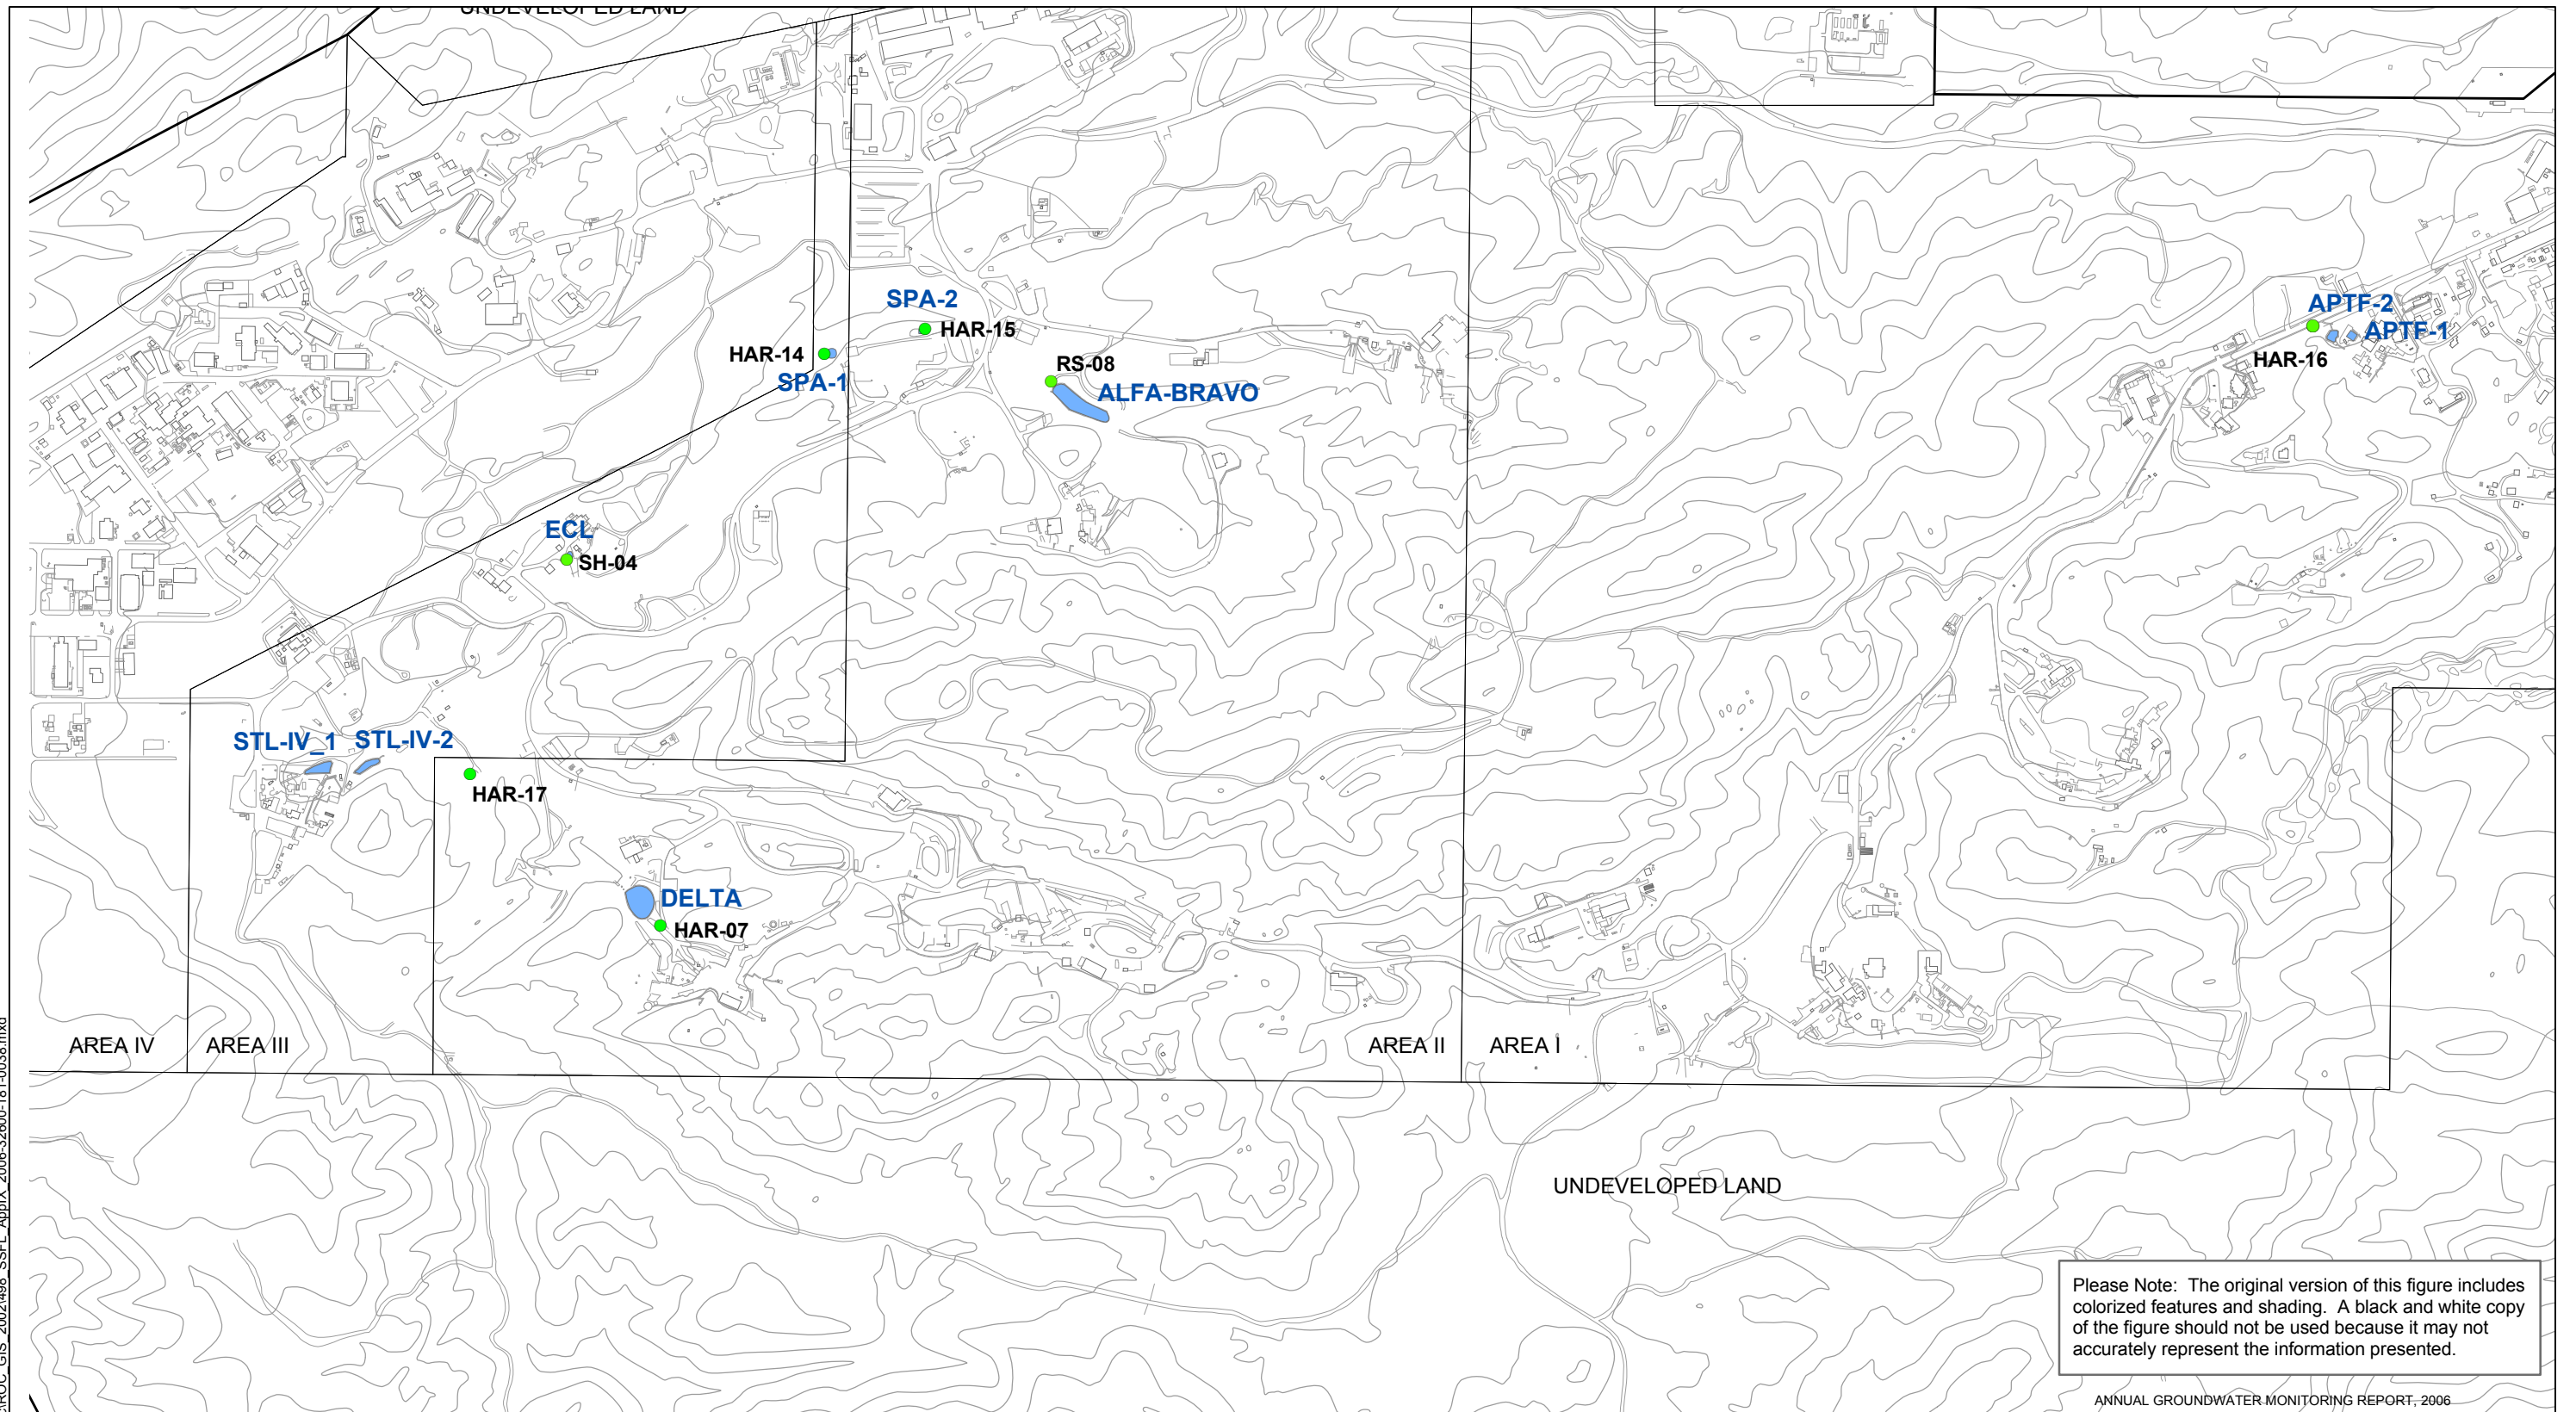 UNDEVELOPED LAND
SPA-2
HAR-15
HAR-14
SPA-1
RS-08
ALFA-BRAVO
APTF-2
APTF-1
HAR-16
ECL
SH-04
STL-IV_1
STL-IV-2
HAR-17
DELTA
HAR-07
AREA IV
AREA III
AREA II
AREA I
UNDEVELOPED LAND
Please Note: The original version of this figure includes
colorized features and shading. A black and white copy
of the figure should not be used because it may not
accurately represent the information presented.
ANNUAL GROUNDWATER MONITORING REPORT, 2006